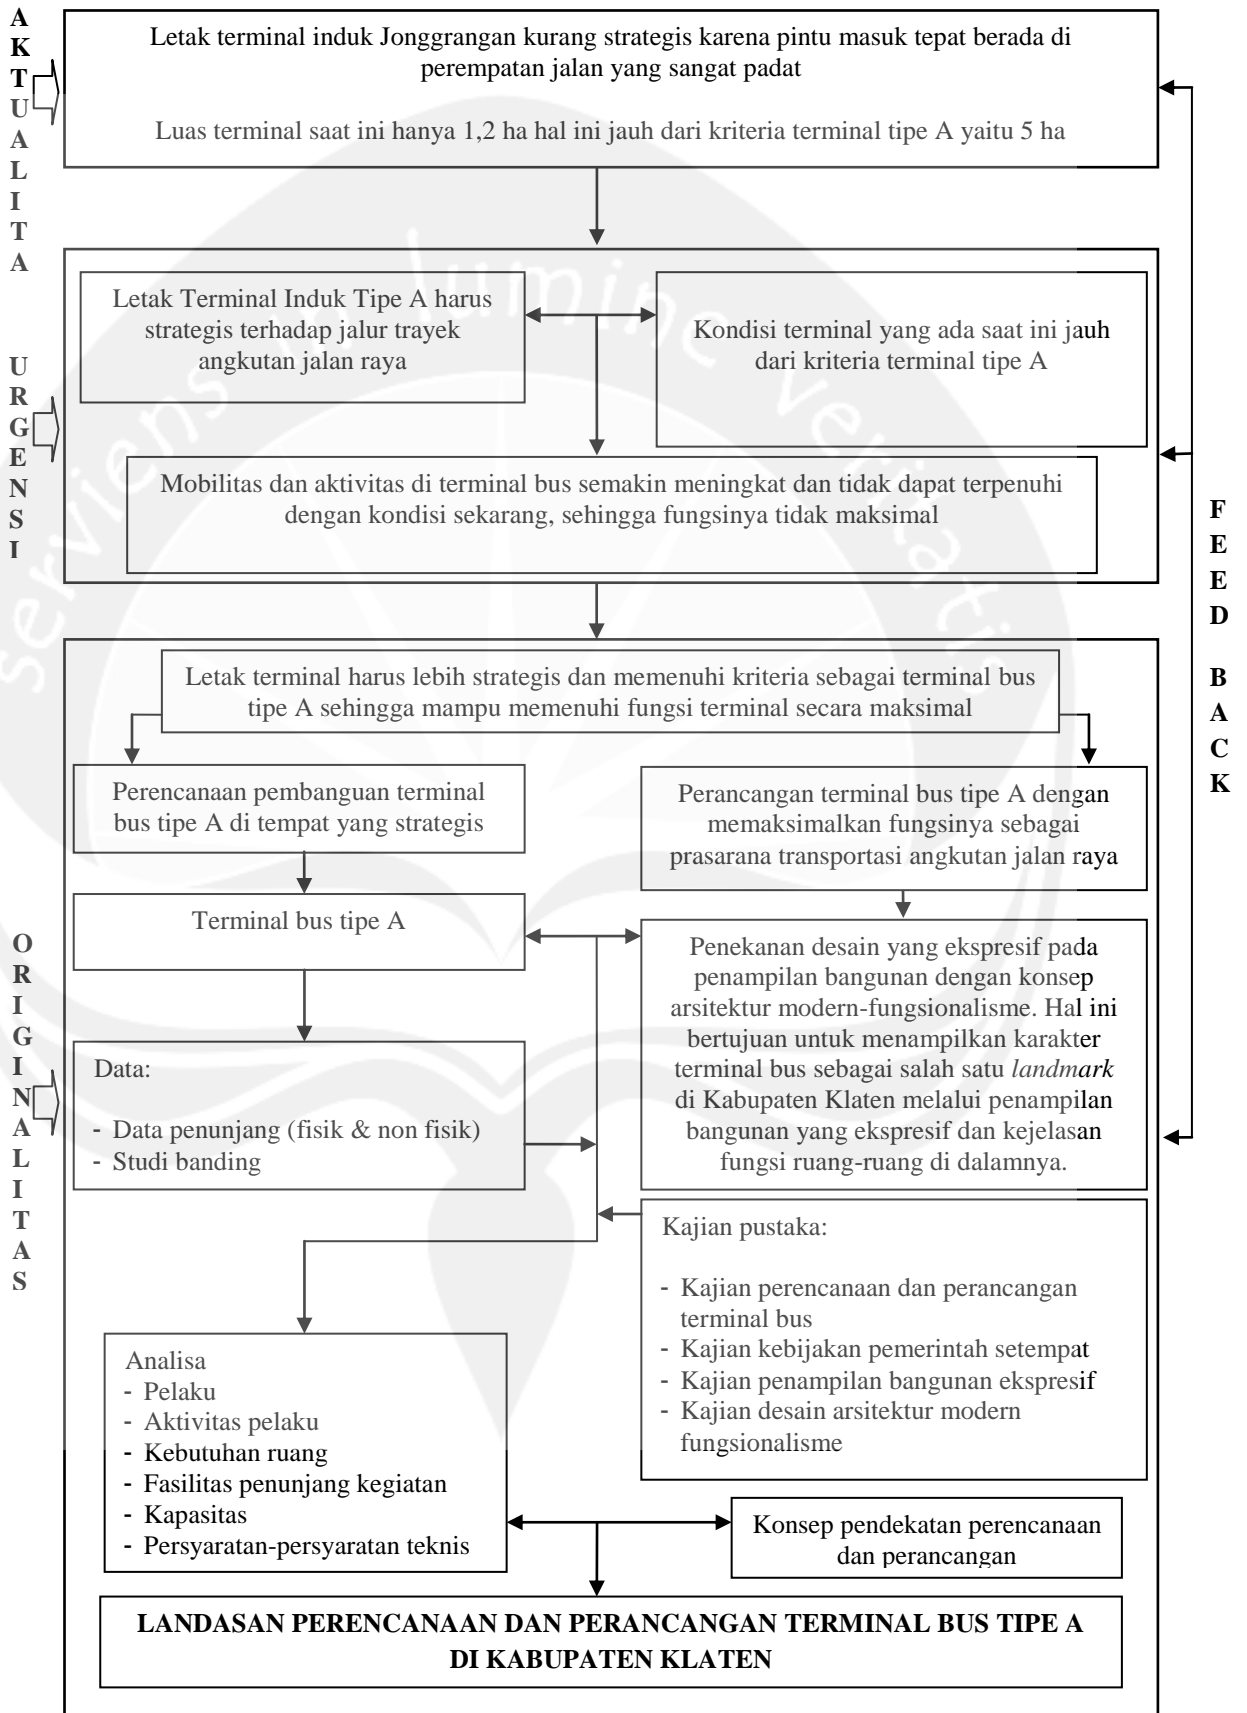 AKTUALITA
Letak terminal induk Jonggrangan kurang strategis karena pintu masuk tepat berada di
perempatan jalan yang sangat padat
Luas terminal saat ini hanya 1,2 ha hal ini jauh dari kriteria terminal tipe A yaitu 5 ha
URGENSI
Letak Terminal Induk Tipe A harus
strategis terhadap jalur trayek
angkutan jalan raya
Kondisi terminal yang ada saat ini jauh
dari kriteria terminal tipe A
Mobilitas dan aktivitas di terminal bus semakin meningkat dan tidak dapat terpenuhi
dengan kondisi sekarang, sehingga fungsinya tidak maksimal
FEED BACK
ORIGINALITAS
Letak terminal harus lebih strategis dan memenuhi kriteria sebagai terminal bus
tipe A sehingga mampu memenuhi fungsi terminal secara maksimal
Perencanaan pembanguan terminal
bus tipe A di tempat yang strategis
Perancangan terminal bus tipe A dengan
memaksimalkan fungsinya sebagai
prasarana transportasi angkutan jalan raya
Terminal bus tipe A
Penekanan desain yang ekspresif pada
penampilan bangunan dengan konsep
arsitektur modern-fungsionalisme. Hal ini
bertujuan untuk menampilkan karakter
terminal bus sebagai salah satu landmark
di Kabupaten Klaten melalui penampilan
bangunan yang ekspresif dan kejelasan
fungsi ruang-ruang di dalamnya.
Data:
- Data penunjang (fisik & non fisik)
- Studi banding
Kajian pustaka:
- Kajian perencanaan dan perancangan
terminal bus
- Kajian kebijakan pemerintah setempat
- Kajian penampilan bangunan ekspresif
- Kajian desain arsitektur modern
fungsionalisme
Analisa
- Pelaku
- Aktivitas pelaku
- Kebutuhan ruang
- Fasilitas penunjang kegiatan
- Kapasitas
- Persyaratan-persyaratan teknis
Konsep pendekatan perencanaan
dan perancangan
LANDASAN PERENCANAAN DAN PERANCANGAN TERMINAL BUS TIPE A
DI KABUPATEN KLATEN
serviens in lumine veritatis